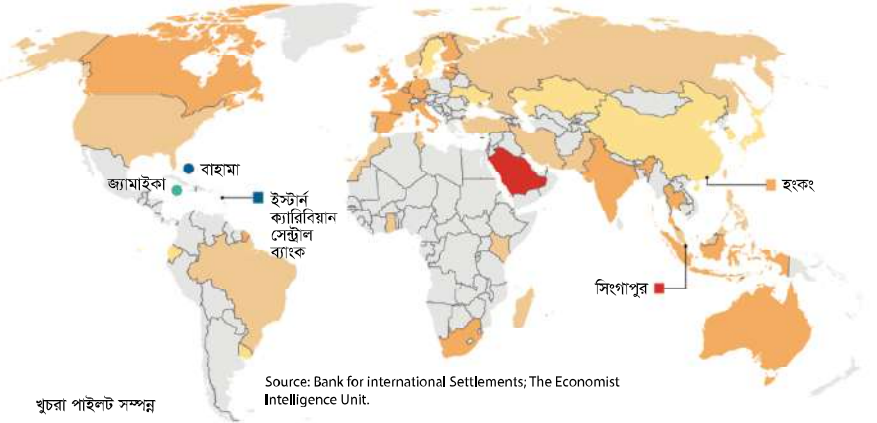 বাহামা
জ্যামাইকা
ইস্টার্ন
ক্যারিবিয়ান
সেন্ট্রাল
ব্যাংক
হংকং
সিংগাপুর
Source: Bank for international Settlements; The Economist
Intelligence Unit.
খুচরা পাইলট সম্পন্ন